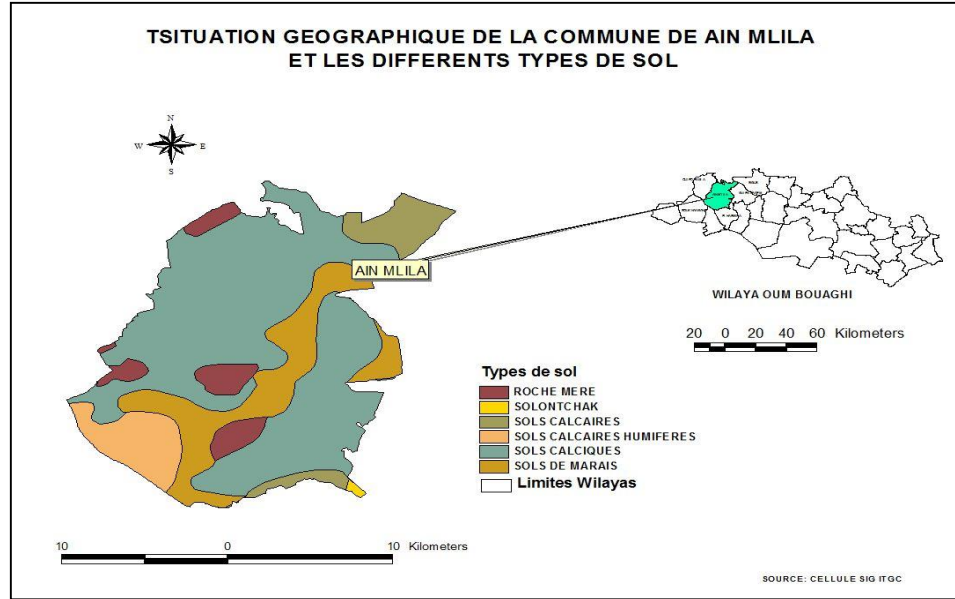 TSITUATION GEOGRAPHIQUE DE LA COMMUNE DE AIN MLILA
ET LES DIFFERENTS TYPES DE SOL
N
W E
S
AIN MLILA
WILAYA OUM BOUAGHI
20 0 20 40 60 Kilometers
Types de sol
ROCHE MERE
SOLONTCHAK
SOLS CALCAIRES
SOLS CALCAIRES HUMIFERES
SOLS CALCIQUES
SOLS DE MARAIS
Limites Wilayas
10 0 10 Kilometers
SOURCE: CELLULE SIG ITGC